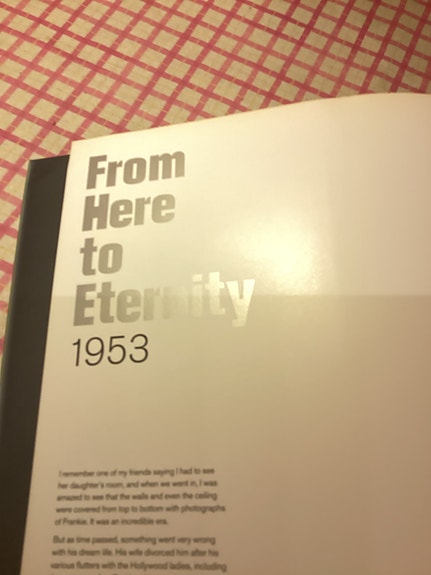 From
Here
to
Eternity
1953
I remember one of my friends saying I had to see
her daughter's room, and when we went in, I was
amazed to see that the walls and even the ceiling
were covered from top to bottom with photographs
of Frankie. It was an incredible era.
But as time passed, something went very wrong
with his dream life. His wife divorced him after his
various flutters with the Hollywood ladies, including